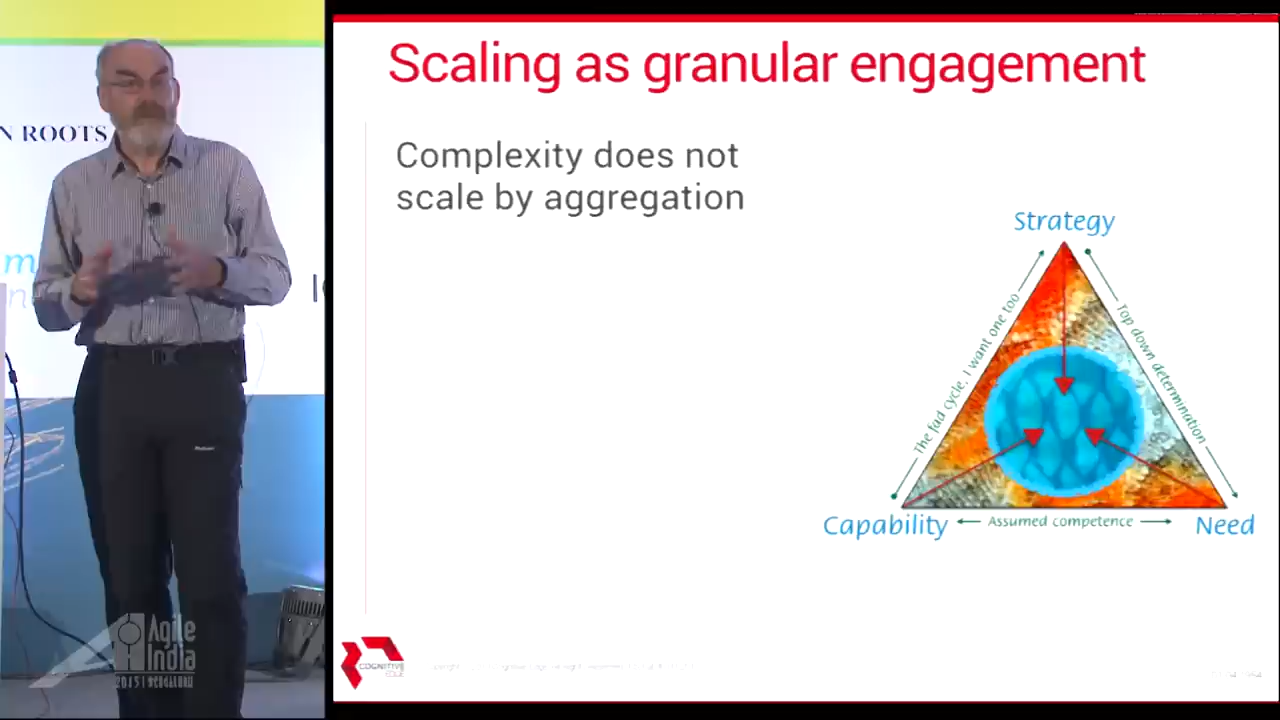 N ROOTS
m
n
Scaling as granular engagement
Complexity does not
scale by aggregation
Strategy
The fad cycle, I want one too
Top down determination
Capability
Assumed competence
Need
COGNITIVE
EDGE
Agile
India
2015 | BENGALURU